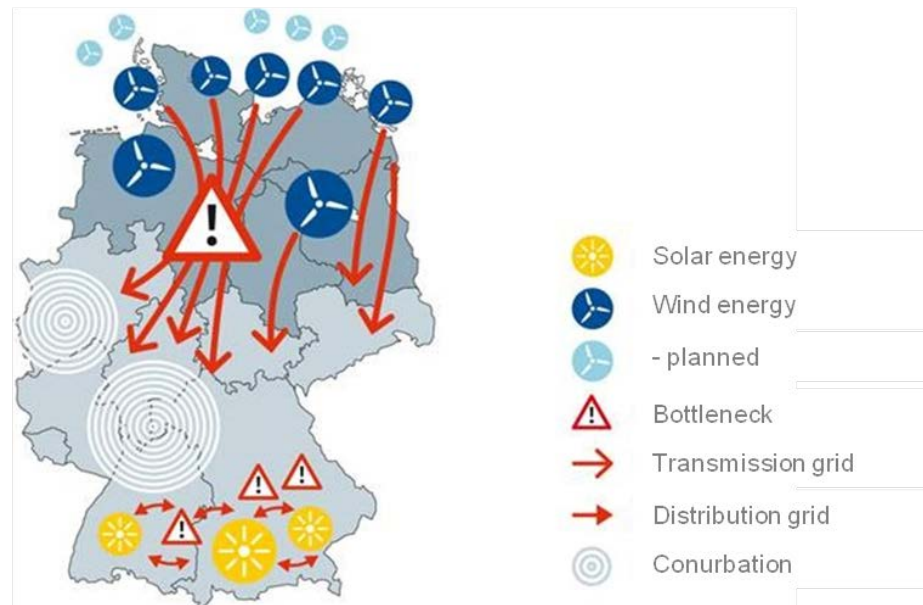 !
!
!
!
Solar energy
Wind energy
- planned
! Bottleneck
Transmission grid
Distribution grid
Conurbation